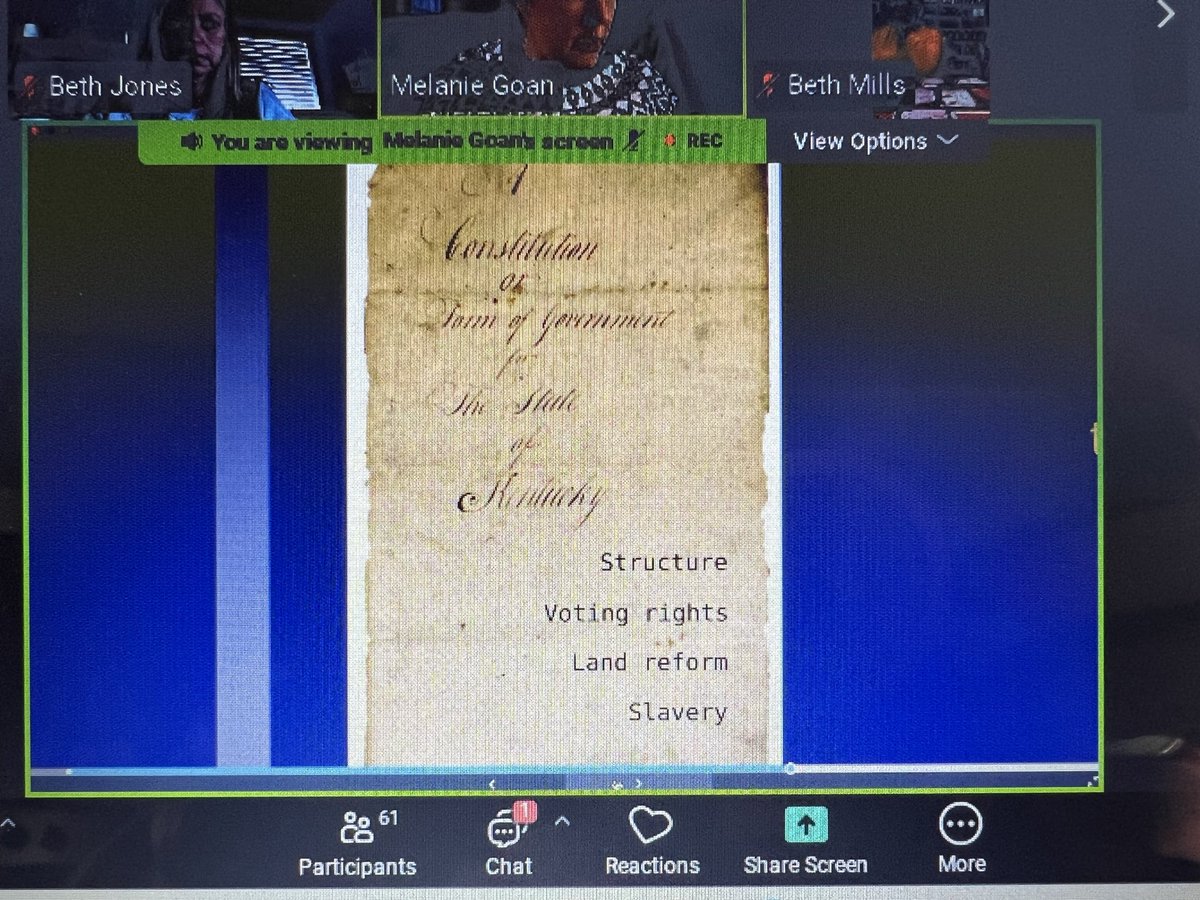 Beth Jones
Melanie Goan
Beth Mills
You are viewing Melanie Goan's screen
REC
View Options
Constitution
or
Form of Government
for
The State
of
Kentucky
Structure
Voting rights
Land reform
Slavery
61
1
Participants
Chat
Reactions
Share Screen
More